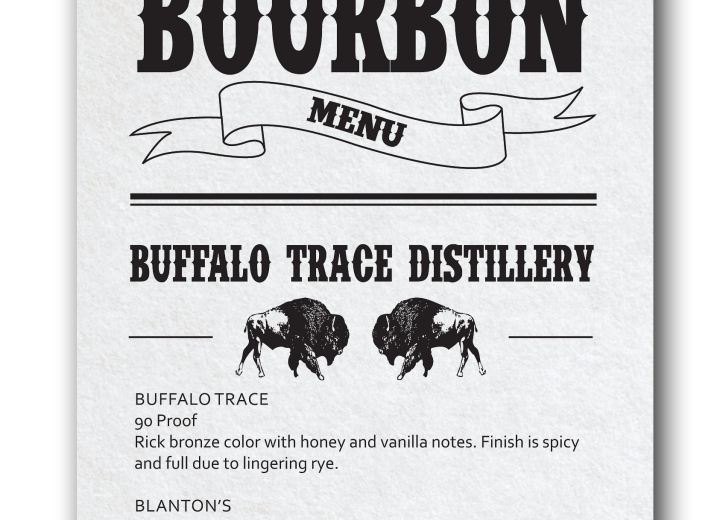 BOURBON
MENU
BUFFALO TRACE DISTILLERY
BUFFALO TRACE
90 Proof
Rick bronze color with honey and vanilla notes. Finish is spicy
and full due to lingering rye.
BLANTON'S